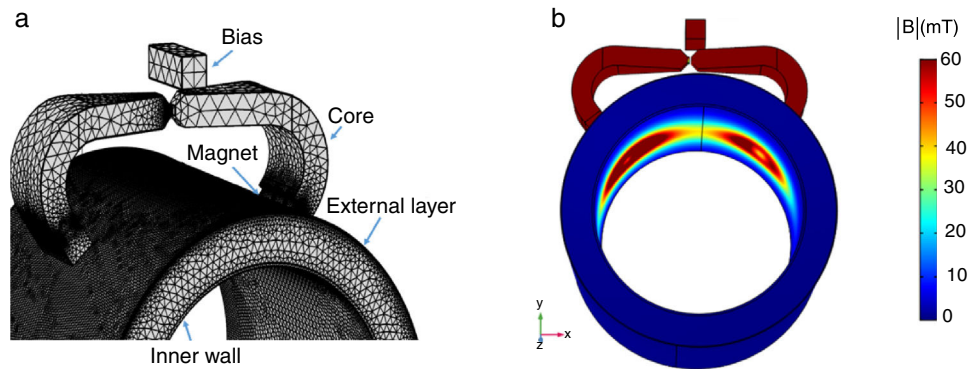 a
Bias
Core
Magnet
External layer
Inner wall
b
|B|(mT)
60
50
40
30
20
10
0
y
x
z